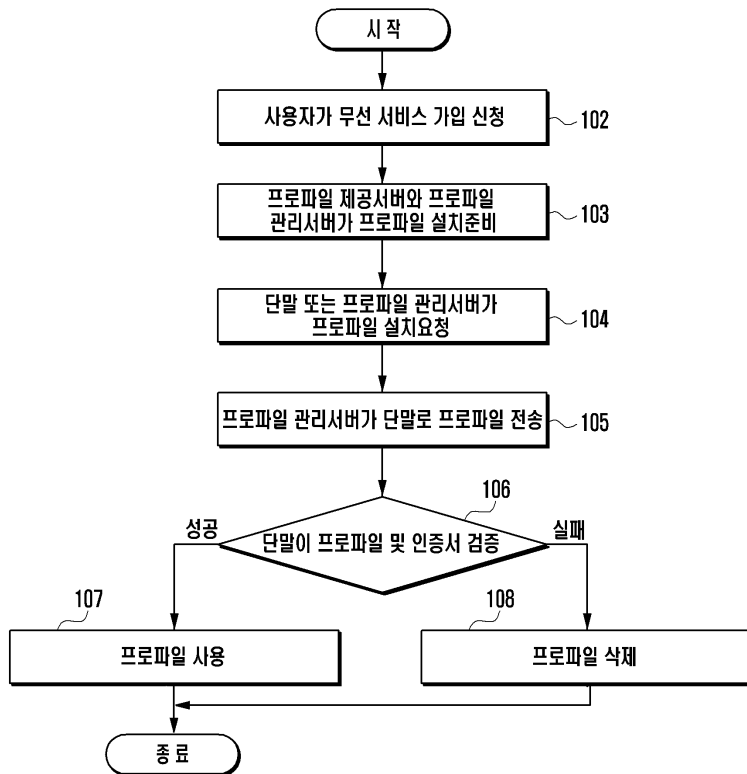 시작
사용자가 무선 서비스 가입 신청
102
프로파일 제공서버와 프로파일
관리서버가 프로파일 설치준비
103
단말 또는 프로파일 관리서버가
프로파일 설치요청
104
프로파일 관리서버가 단말로 프로파일 전송
105
106
성공
단말이 프로파일 및 인증서 검증
실패
107
프로파일 사용
108
프로파일 삭제
종료